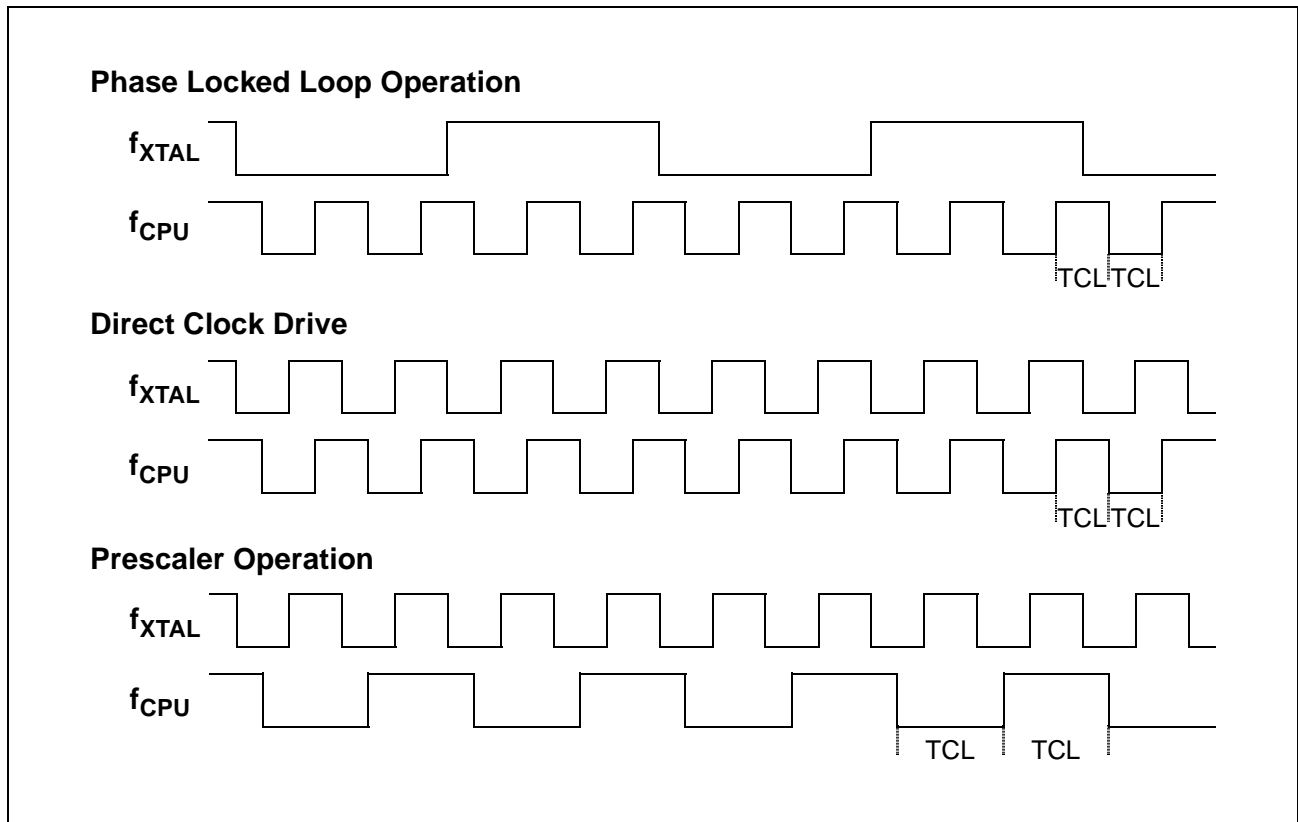 Phase Locked Loop Operation
fXTAL
fCPU
TCL TCL
Direct Clock Drive
fXTAL
fCPU
TCL TCL
Prescaler Operation
fXTAL
fCPU
TCL TCL